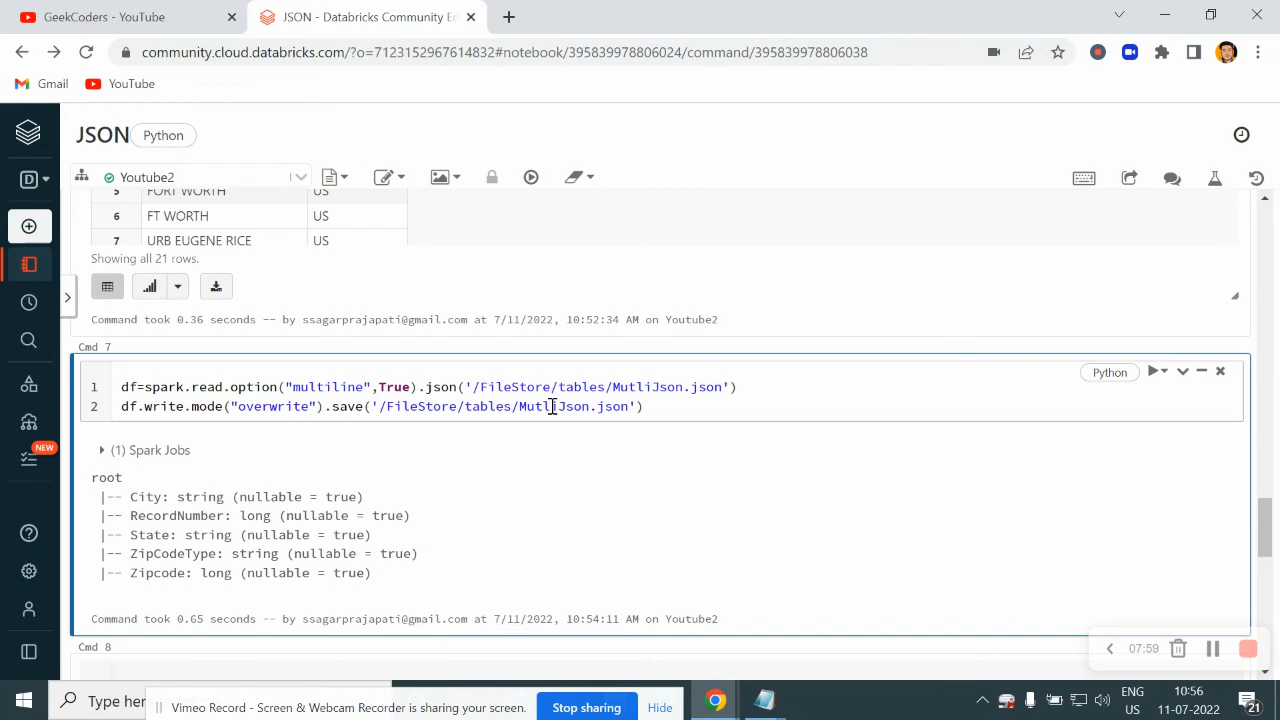 GeekCoders - YouTube
JSON - Databricks Community Ed
community.cloud.databricks.com/?o=7123152967614832#notebook/395839978806024/command/395839978806038
Gmail
YouTube
JSON
Python
D
Youtube2
5 FORT WORTH US
6 FT WORTH US
7 URB EUGENE RICE US
Showing all 21 rows.
Command took 0.36 seconds -- by ssagarprajapati@gmail.com at 7/11/2022, 10:52:34 AM on Youtube2
Cmd 7
Python
1 df=spark.read.option("multiline",True).json('/FileStore/tables/MutliJson.json')
2 df.write.mode("overwrite").save('/FileStore/tables/MutliJson.json')
NEW
(1) Spark Jobs
root
|-- City: string (nullable = true)
|-- RecordNumber: long (nullable = true)
|-- State: string (nullable = true)
|-- ZipCodeType: string (nullable = true)
|-- Zipcode: long (nullable = true)
Command took 0.65 seconds -- by ssagarprajapati@gmail.com at 7/11/2022, 10:54:11 AM on Youtube2
Cmd 8
07:59
Type here
Vimeo Record - Screen & Webcam Recorder is sharing your screen.
Stop sharing
Hide
ENG
US
10:56
11-07-2022
21